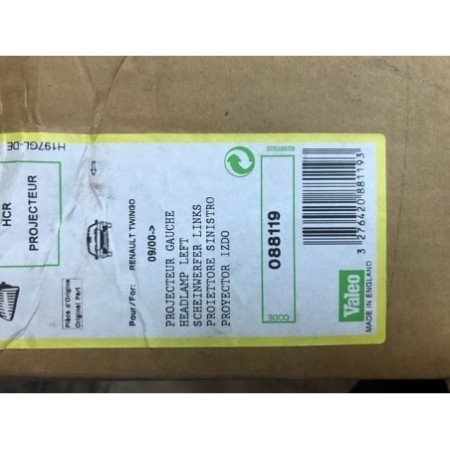 H197GL-DE
HCR
PROJECTEUR
Pièce d'Origine
Original Part
Pour/For: RENAULT TWINGO
09/00->
PROJECTEUR GAUCHE
HEADLAMP LEFT
SCHEINWERFER LINKS
PROIETTORE SINISTRO
PROYECTOR IZDO
CODE
088119
3 276420 881193
Valeo
MADE IN ENGLAND